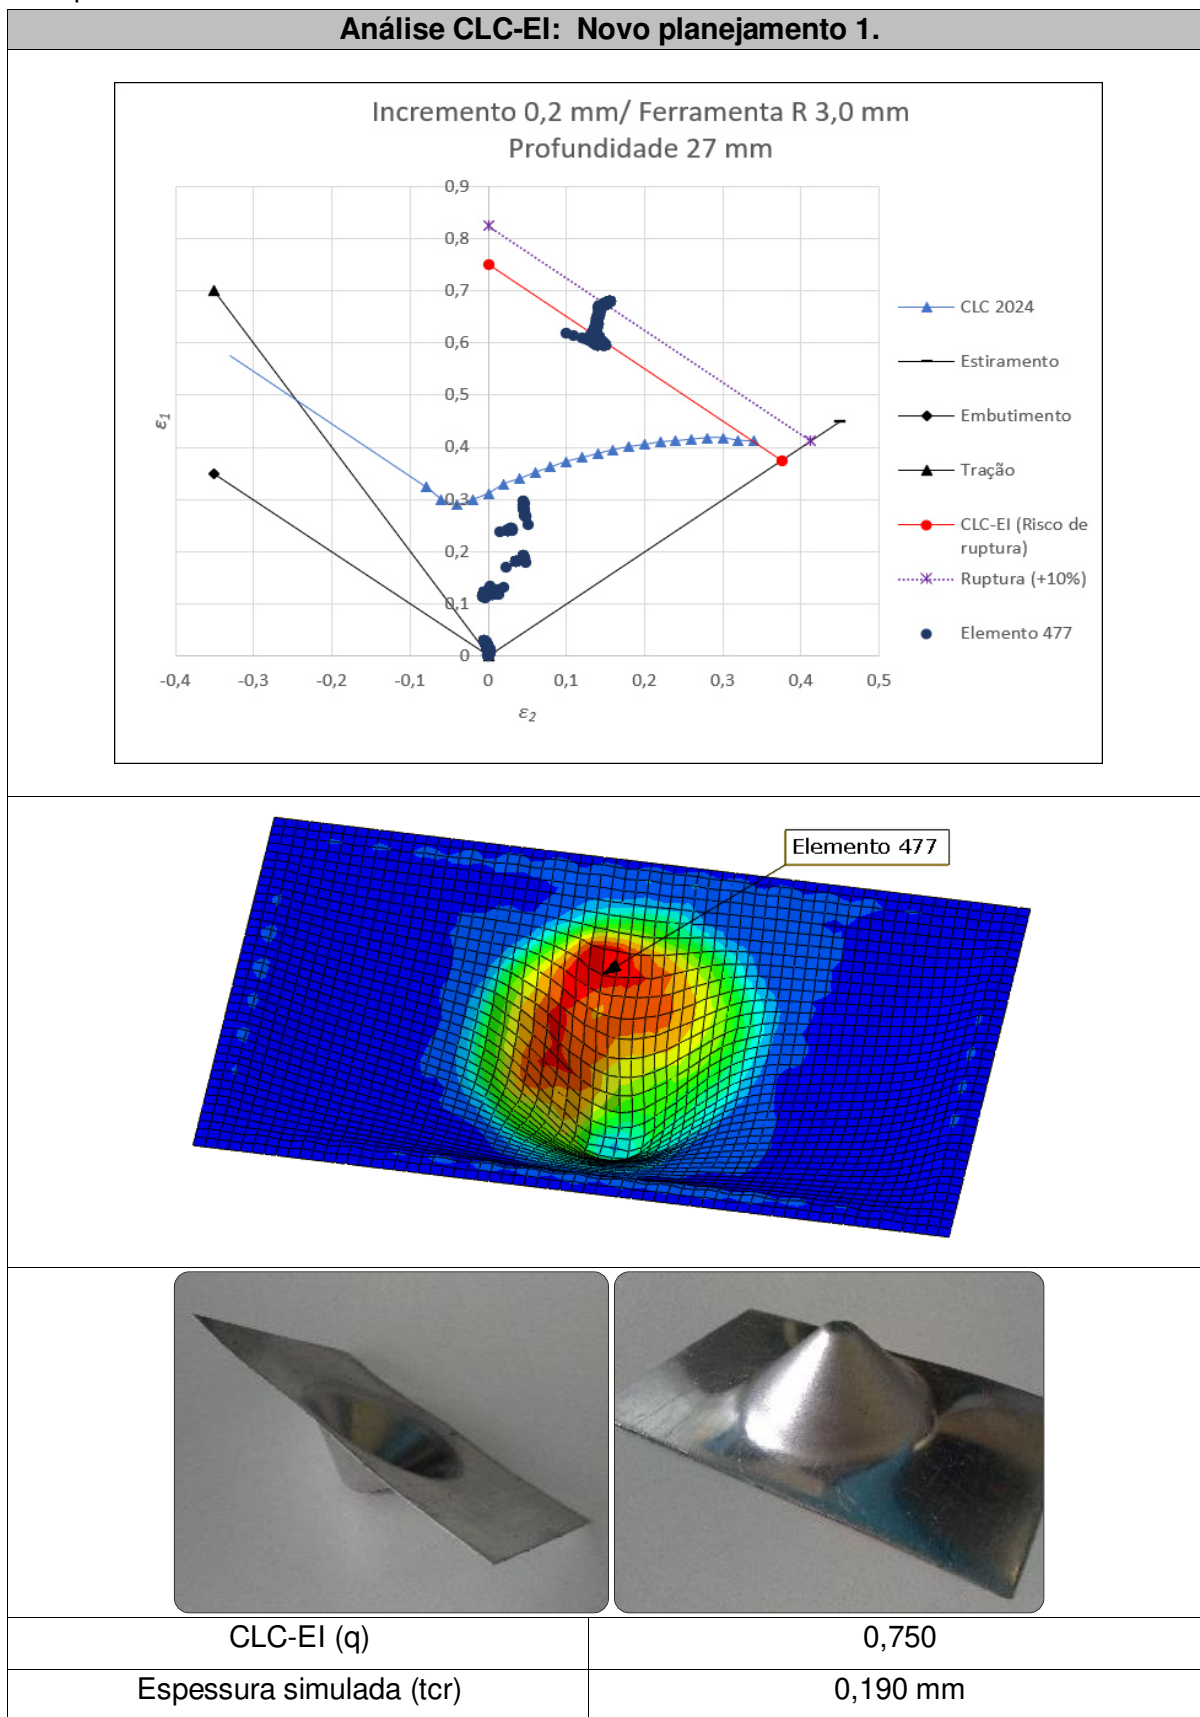 Análise CLC-EI: Novo planejamento 1.
Incremento 0,2 mm/ Ferramenta R 3,0 mm
Profundidade 27 mm
0,9
0,8
0,7
0,6
0,5
0,4
0,3
0,2
0,1
0
-0,4 -0,3 -0,2 -0,1 0 0,1 0,2 0,3 0,4 0,5
ε1
ε2
CLC 2024
Estiramento
Embutimento
Tração
CLC-EI (Risco de
ruptura)
Ruptura (+10%)
Elemento 477
Elemento 477
CLC-EI (q) 0,750
Espessura simulada (tcr) 0,190 mm